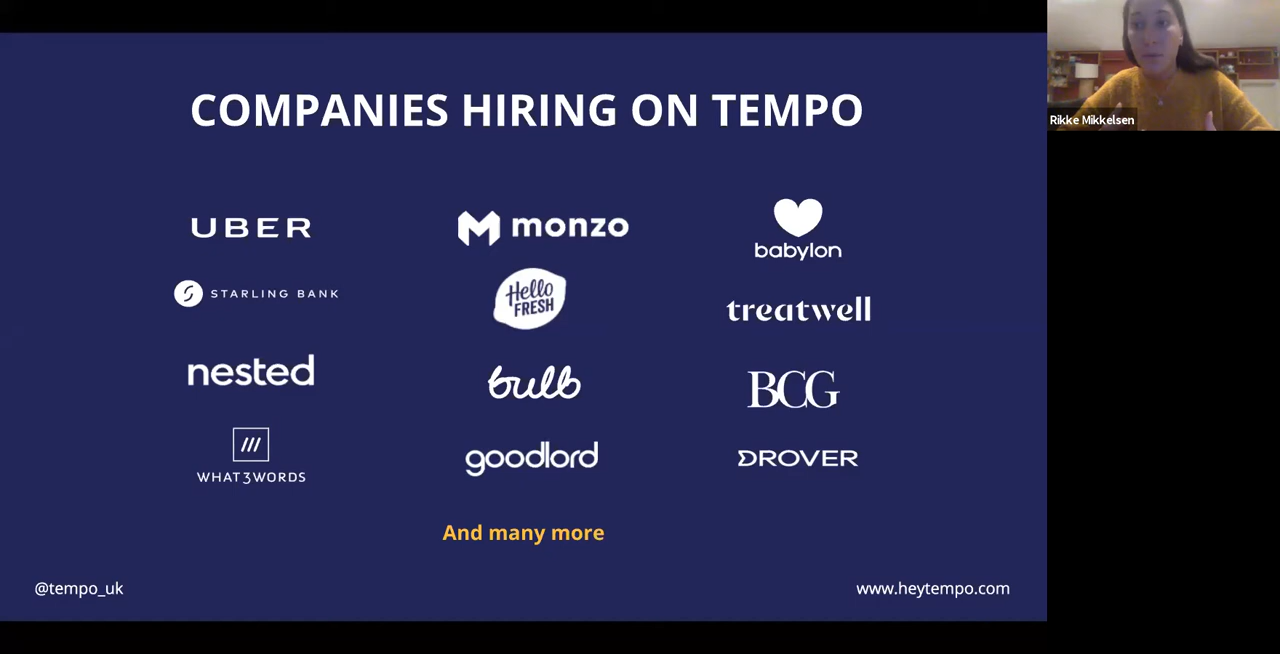 COMPANIES HIRING ON TEMPO
UBER
monzo
babylon
STARLING BANK
Hello
FRESH
treatwell
nested
bulb
BCG
WHAT3WORDS
goodlord
DROVER
And many more
@tempo_uk
www.heytempo.com
Rikke Mikkelsen